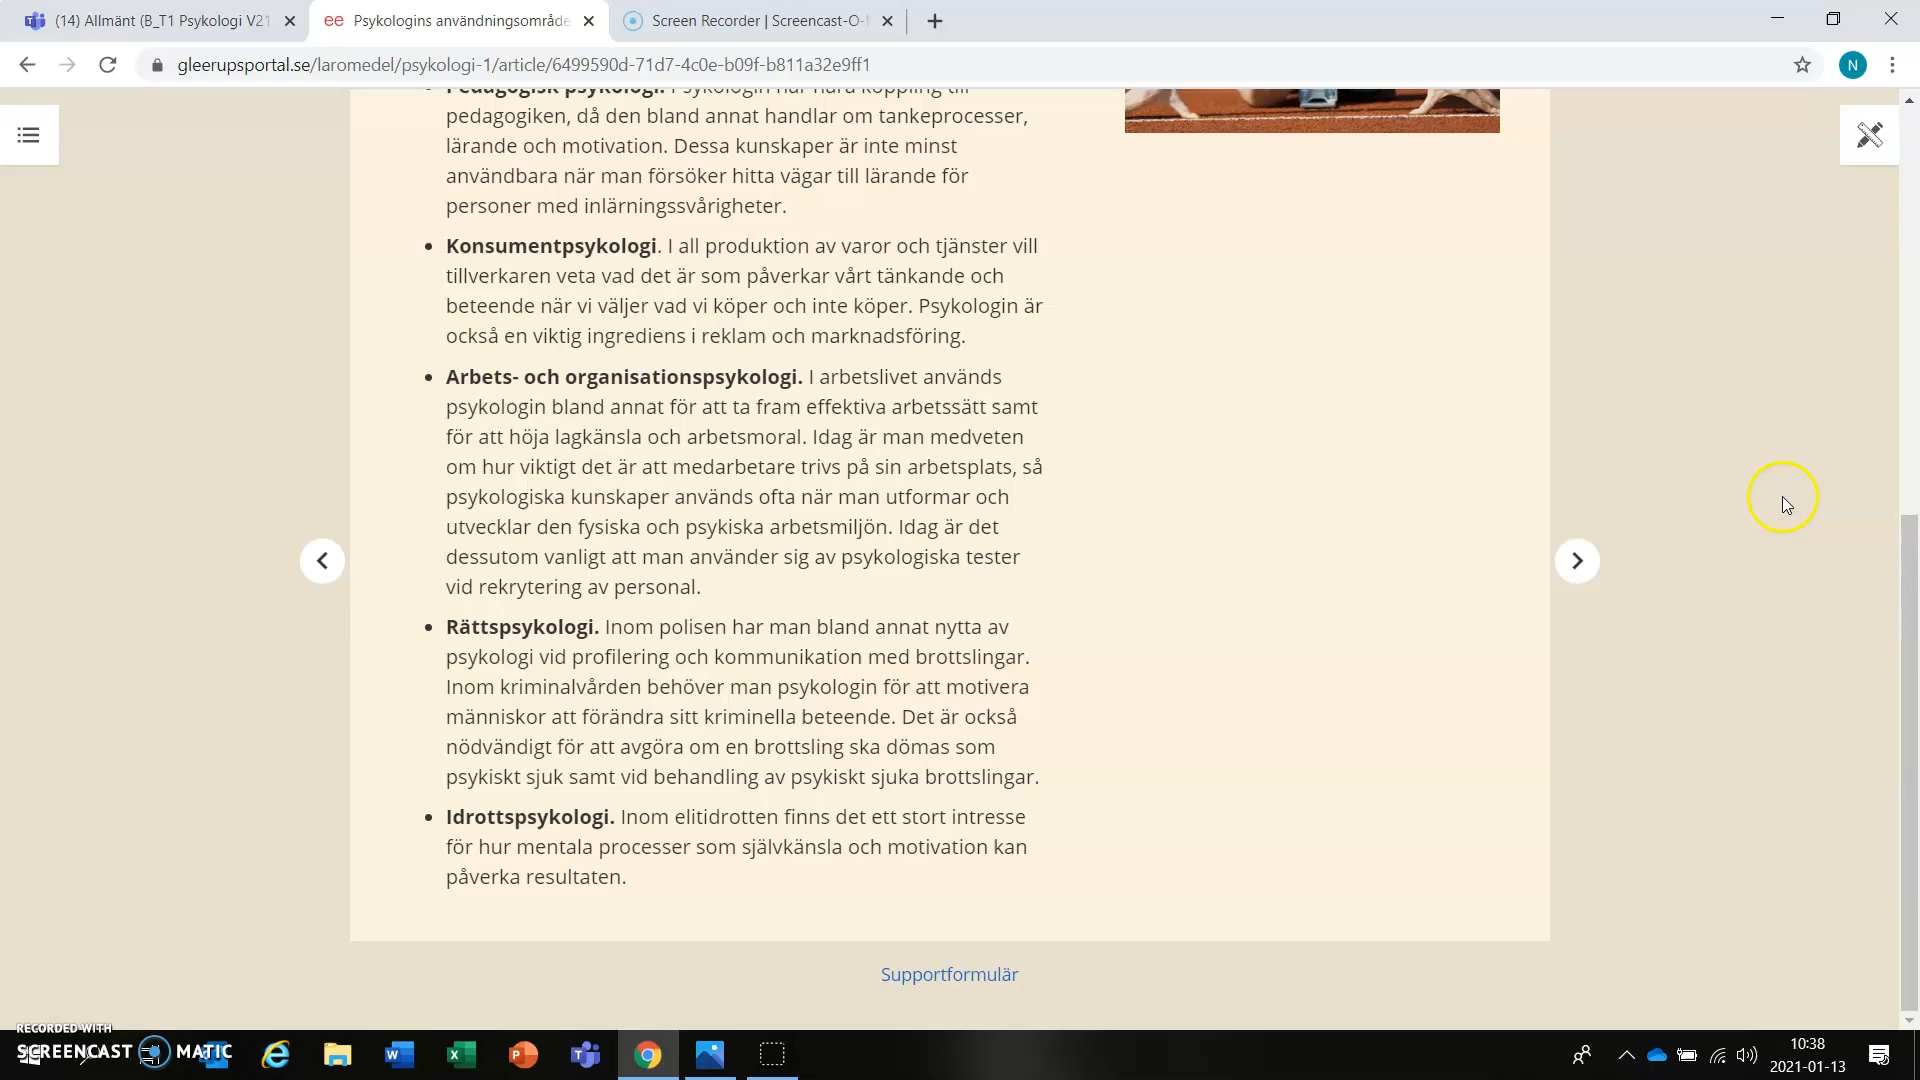 (14) Allmänt (B_T1 Psykologi V21
ee Psykologins användningsområde
Screen Recorder | Screencast-O-
gleerupsportal.se/laromedel/psykologi-1/article/6499590d-71d7-4c0e-b09f-b811a32e9ff1
N
Pedagogisk psykologi. Psykologin har nära koppling till
pedagogiken, då den bland annat handlar om tankeprocesser,
lärande och motivation. Dessa kunskaper är inte minst
användbara när man försöker hitta vägar till lärande för
personer med inlärningssvårigheter.
• Konsumentpsykologi. I all produktion av varor och tjänster vill
tillverkaren veta vad det är som påverkar vårt tänkande och
beteende när vi väljer vad vi köper och inte köper. Psykologin är
också en viktig ingrediens i reklam och marknadsföring.
• Arbets- och organisationspsykologi. I arbetslivet används
psykologin bland annat för att ta fram effektiva arbetssätt samt
för att höja lagkänsla och arbetsmoral. Idag är man medveten
om hur viktigt det är att medarbetare trivs på sin arbetsplats, så
psykologiska kunskaper används ofta när man utformar och
utvecklar den fysiska och psykiska arbetsmiljön. Idag är det
dessutom vanligt att man använder sig av psykologiska tester
vid rekrytering av personal.
• Rättspsykologi. Inom polisen har man bland annat nytta av
psykologi vid profilering och kommunikation med brottslingar.
Inom kriminalvården behöver man psykologin för att motivera
människor att förändra sitt kriminella beteende. Det är också
nödvändigt för att avgöra om en brottsling ska dömas som
psykiskt sjuk samt vid behandling av psykiskt sjuka brottslingar.
• Idrottspsykologi. Inom elitidrotten finns det ett stort intresse
för hur mentala processer som självkänsla och motivation kan
påverka resultaten.
Supportformulär
RECORDED WITH
SCREENCAST MATIC
10:38
2021-01-13